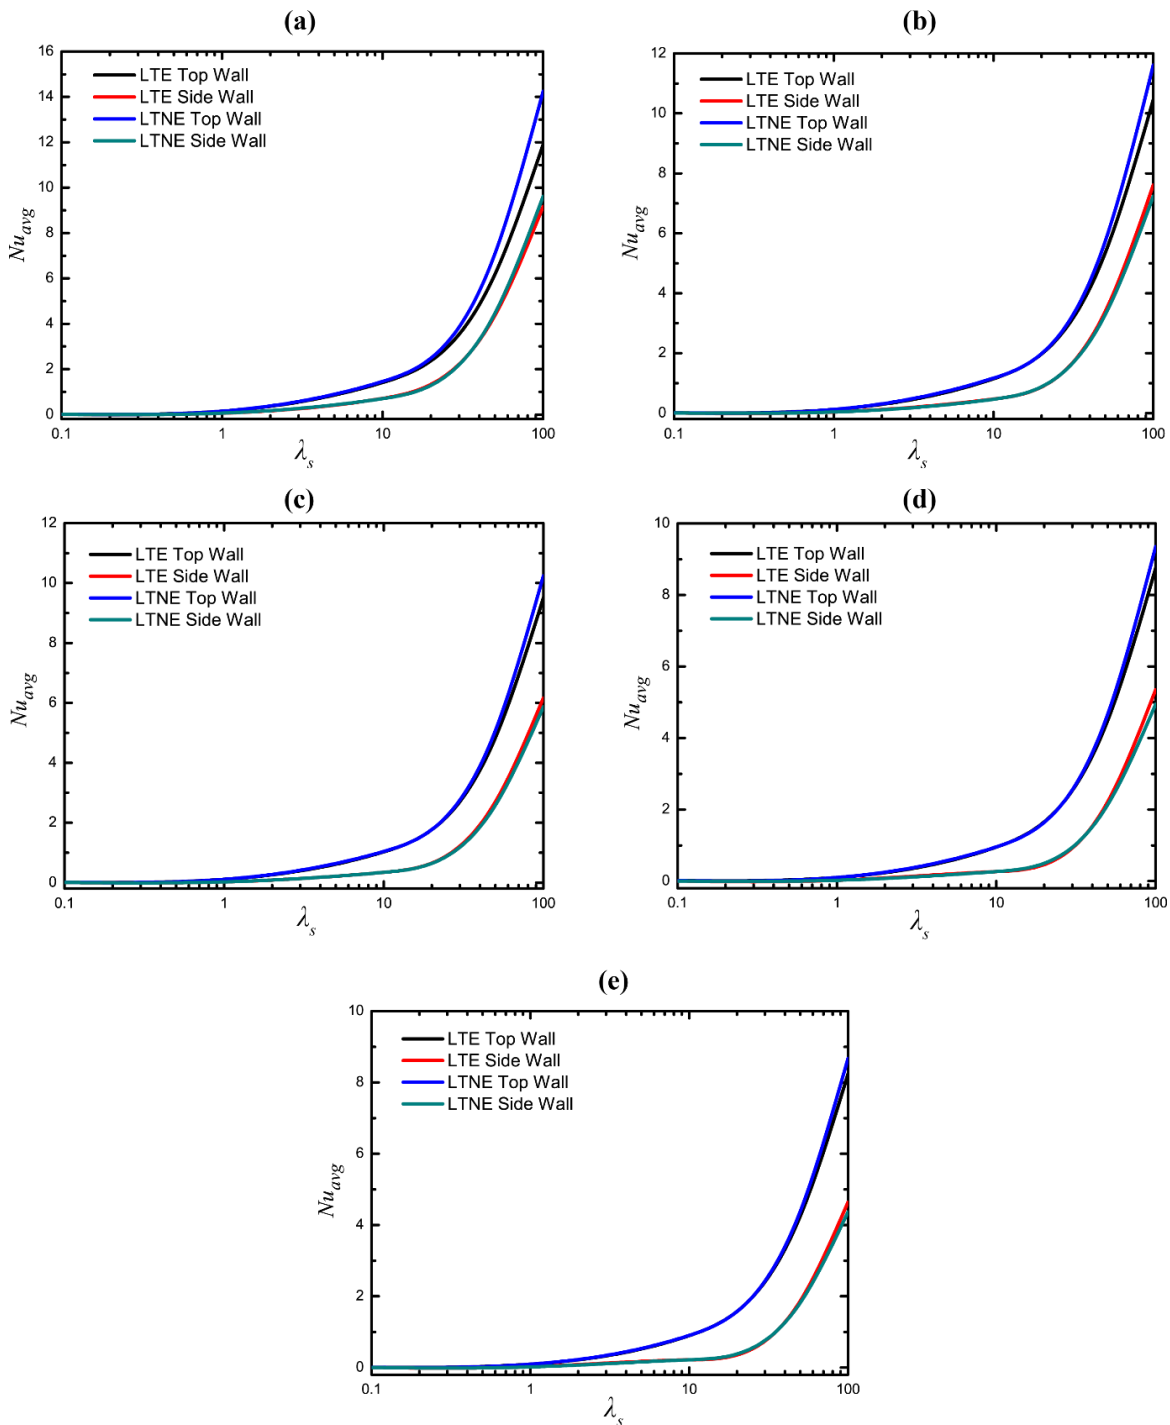 (a)
16
14
12
10
8
6
4
2
0
Nu_avg
LTE Top Wall
LTE Side Wall
LTNE Top Wall
LTNE Side Wall
0.1 1 10 100
λ_s
(b)
12
10
8
6
4
2
0
Nu_avg
LTE Top Wall
LTE Side Wall
LTNE Top Wall
LTNE Side Wall
0.1 1 10 100
λ_s
(c)
12
10
8
6
4
2
0
Nu_avg
LTE Top Wall
LTE Side Wall
LTNE Top Wall
LTNE Side Wall
0.1 1 10 100
λ_s
(d)
10
8
6
4
2
0
Nu_avg
LTE Top Wall
LTE Side Wall
LTNE Top Wall
LTNE Side Wall
0.1 1 10 100
λ_s
(e)
10
8
6
4
2
0
Nu_avg
LTE Top Wall
LTE Side Wall
LTNE Top Wall
LTNE Side Wall
0.1 1 10 100
λ_s